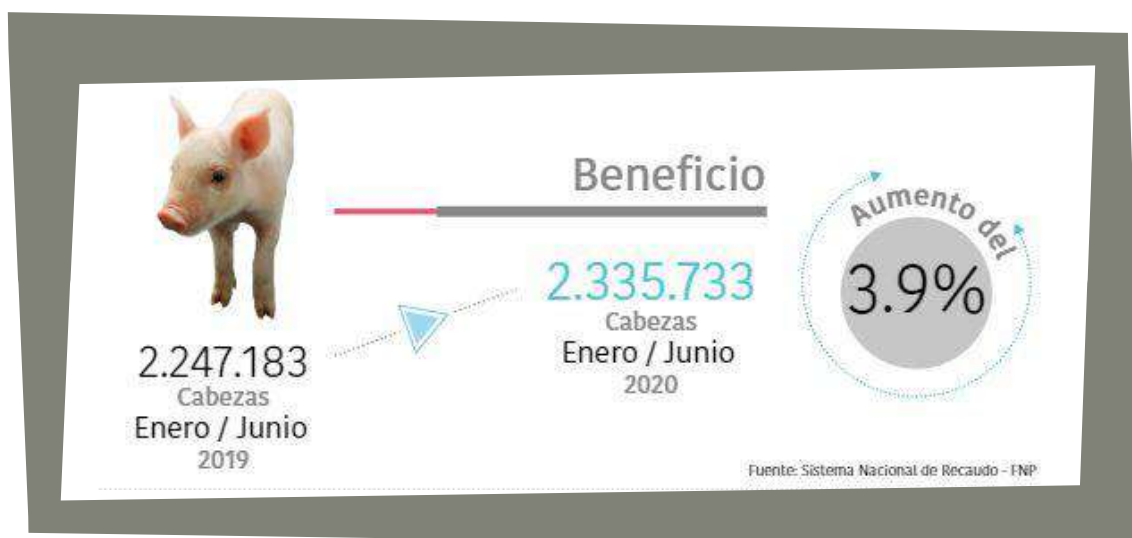 Beneficio
2.247.183
Cabezas
Enero / Junio
2019
2.335.733
Cabezas
Enero / Junio
2020
Aumento del
3.9%
Fuente: Sistema Nacional de Recaudo - FNP